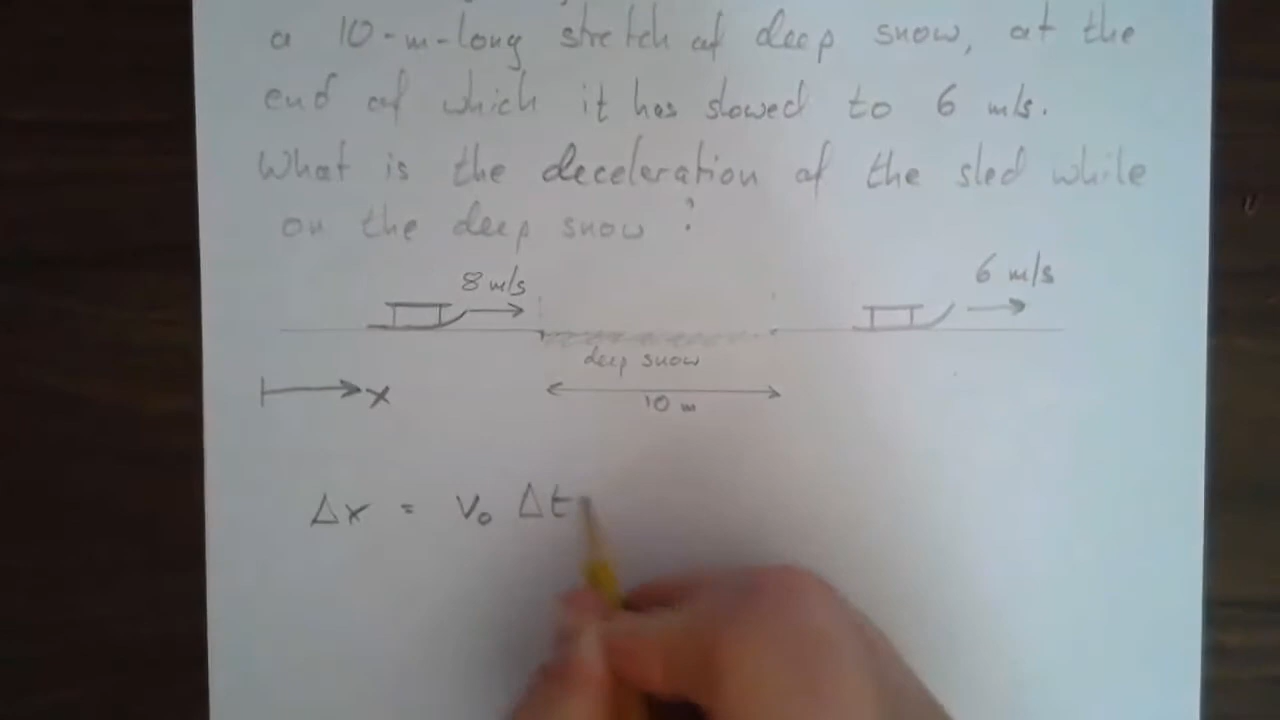 a 10-m-long stretch of deep snow, at the
end of which it has slowed to 6 m/s.
What is the deceleration of the sled while
on the deep snow?
8 m/s
6 m/s
deep snow
x
10 m
Δx = v₀ Δt